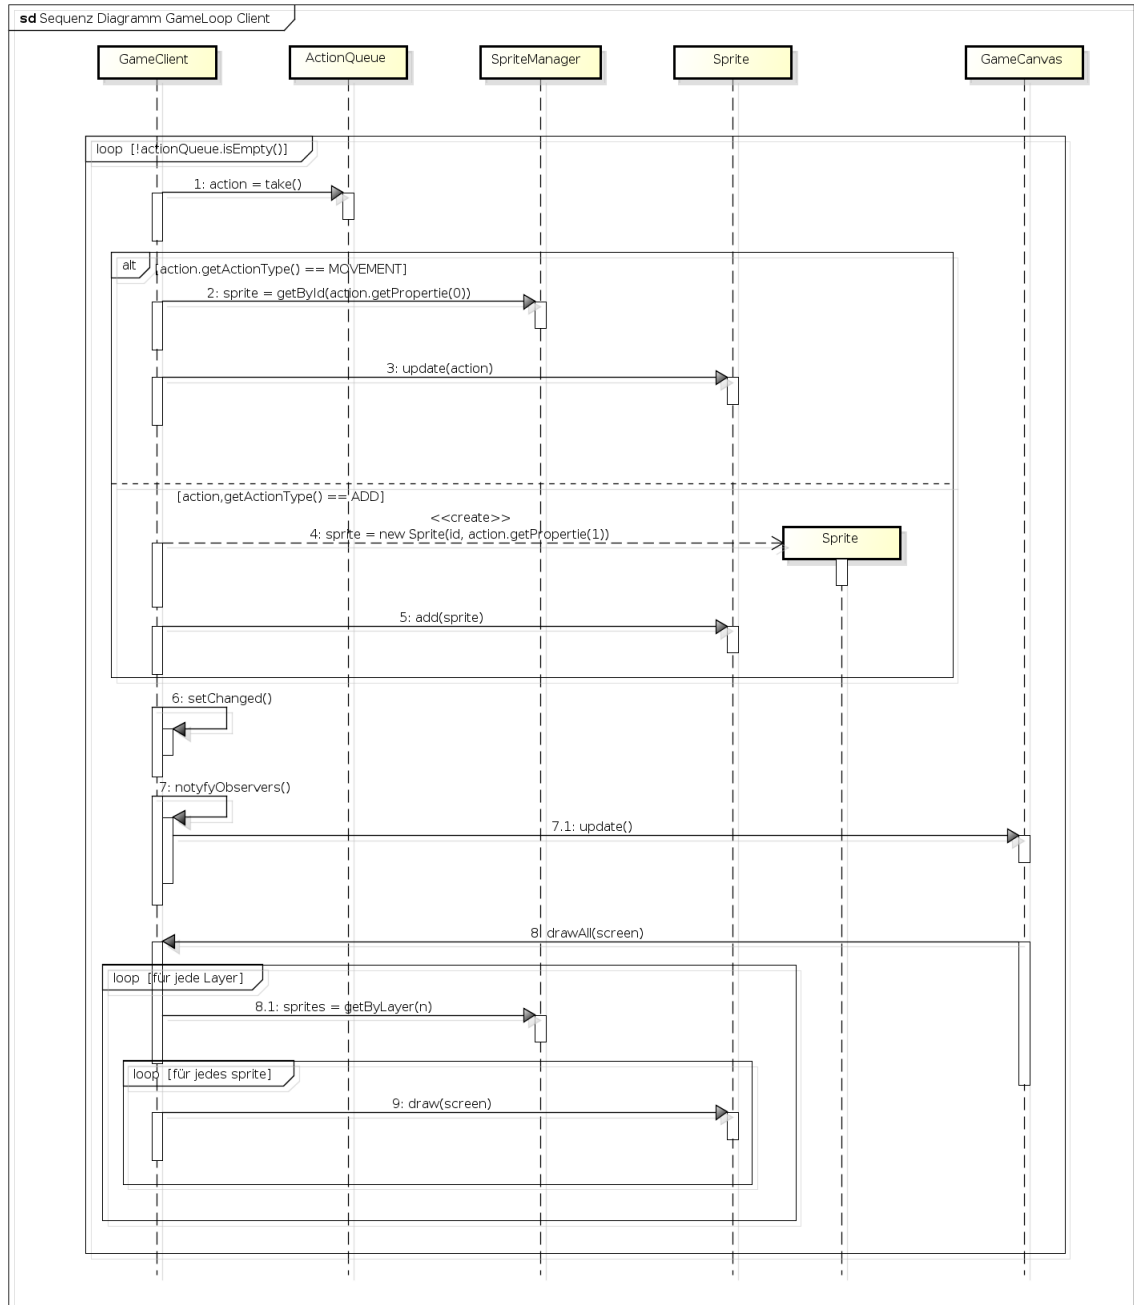 sd Sequenz Diagramm GameLoop Client
GameClient
ActionQueue
SpriteManager
Sprite
GameCanvas
loop [!actionQueue.isEmpty()]
1: action = take()
alt
[action.getActionType() == MOVEMENT]
2: sprite = getById(action.getPropertie(0))
3: update(action)
[action,getActionType() == ADD]
<<create>>
4: sprite = new Sprite(id, action.getPropertie(1))
Sprite
5: add(sprite)
6: setChanged()
7: notyfyObservers()
7.1: update()
8: drawAll(screen)
loop [für jede Layer]
8.1: sprites = getByLayer(n)
loop [für jedes sprite]
9: draw(screen)